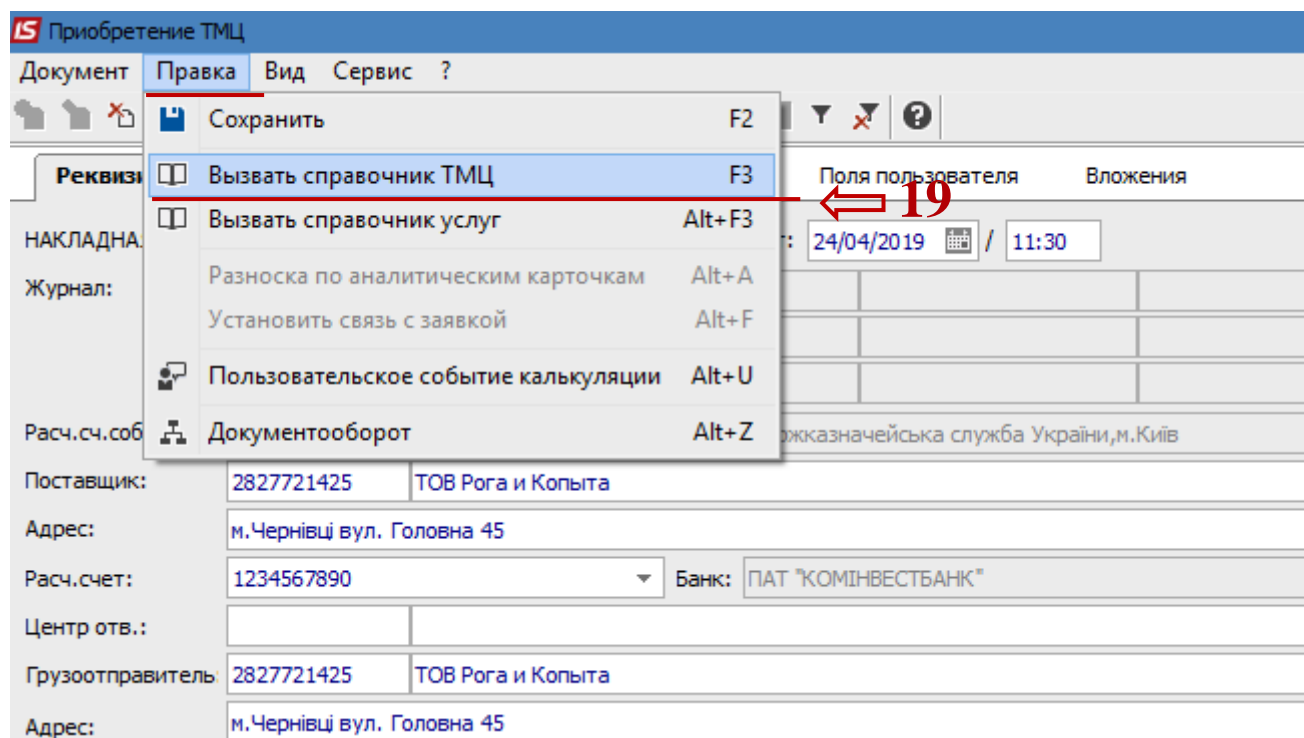 IS Приобретение ТМЦ
Документ Правка Вид Сервис ?
Сохранить F2
Реквизи Вызвать справочник ТМЦ F3 Поля пользователя Вложения
19
Вызвать справочник услуг Alt+F3
НАКЛАДНА : 24/04/2019 / 11:30
Разноска по аналитическим карточкам Alt+A
Журнал:
Установить связь с заявкой Alt+F
Пользовательское событие калькуляции Alt+U
Расч.сч.соб Документооборот Alt+Z жказначейська служба України,м.Київ
Поставщик: 2827721425 ТОВ Рога и Копыта
Адрес: м.Чернівці вул. Головна 45
Расч.счет: 1234567890 Банк: ПАТ "КОМІНВЕСТБАНК"
Центр отв.:
Грузоотправитель: 2827721425 ТОВ Рога и Копыта
Адрес: м.Чернівці вул. Головна 45